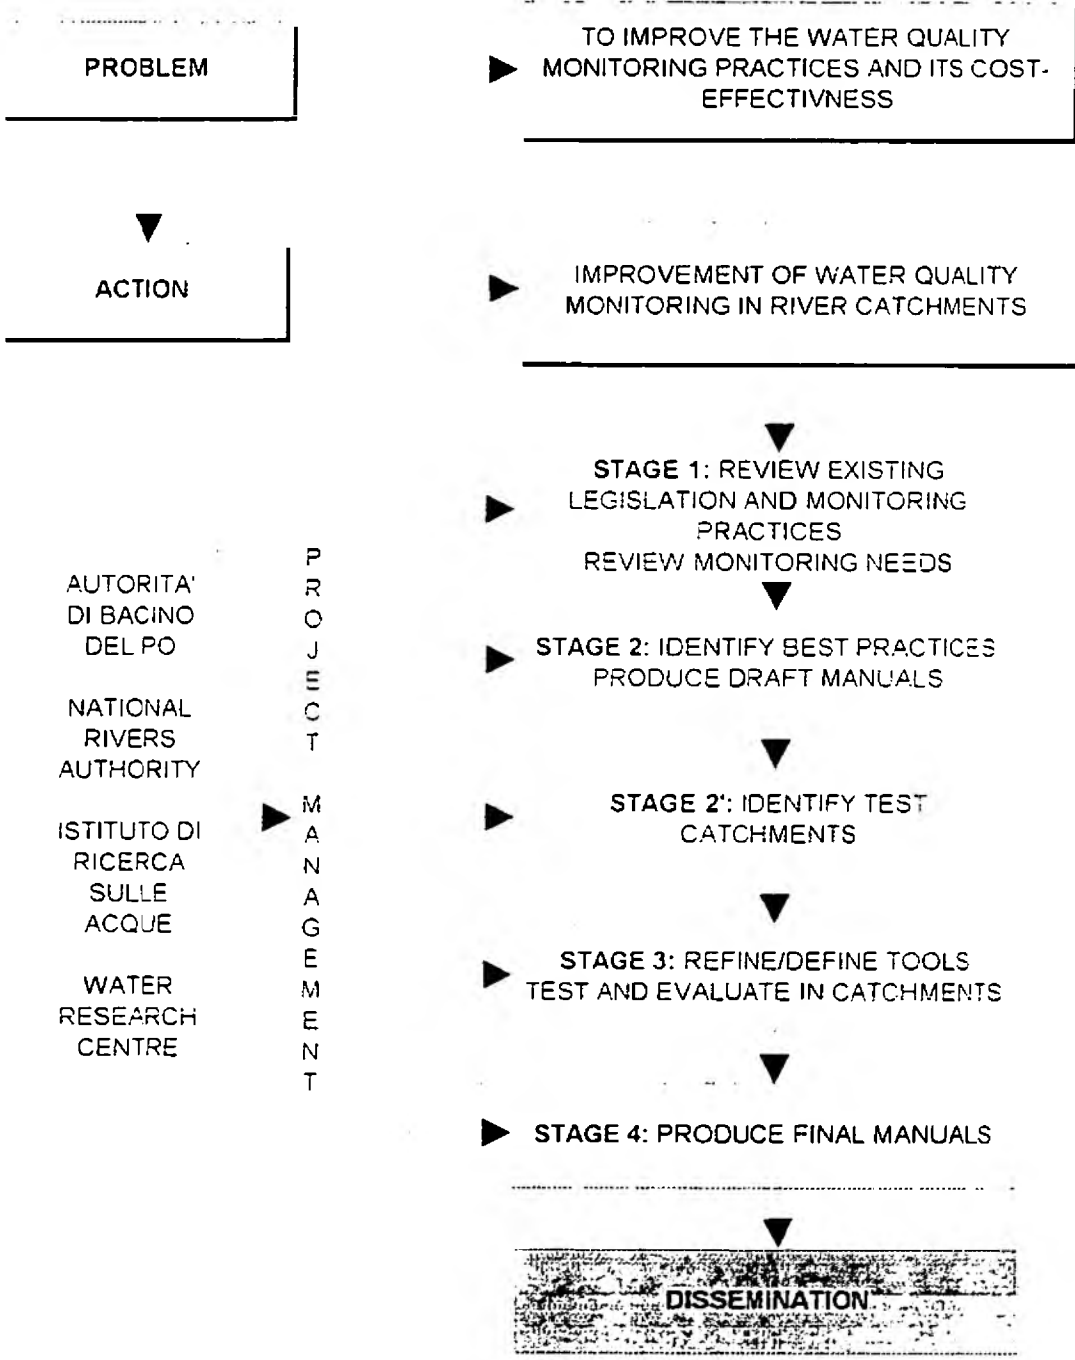 PROBLEM
TO IMPROVE THE WATER QUALITY
MONITORING PRACTICES AND ITS COST-
EFFECTIVNESS
ACTION
IMPROVEMENT OF WATER QUALITY
MONITORING IN RIVER CATCHMENTS
STAGE 1: REVIEW EXISTING
LEGISLATION AND MONITORING
PRACTICES
REVIEW MONITORING NEEDS
STAGE 2: IDENTIFY BEST PRACTICES
PRODUCE DRAFT MANUALS
STAGE 2': IDENTIFY TEST
CATCHMENTS
STAGE 3: REFINE/DEFINE TOOLS
TEST AND EVALUATE IN CATCHMENTS
STAGE 4: PRODUCE FINAL MANUALS
DISSEMINATION
AUTORITA'
DI BACINO
DEL PO
NATIONAL
RIVERS
AUTHORITY
ISTITUTO DI
RICERCA
SULLE
ACQUE
WATER
RESEARCH
CENTRE
PROJECT MANAGEMENT